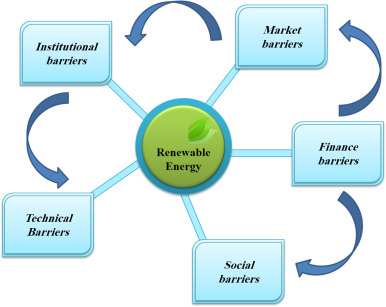 Market
barriers
Institutional
barriers
Renewable
Energy
Finance
barriers
Technical
Barriers
Social
barriers